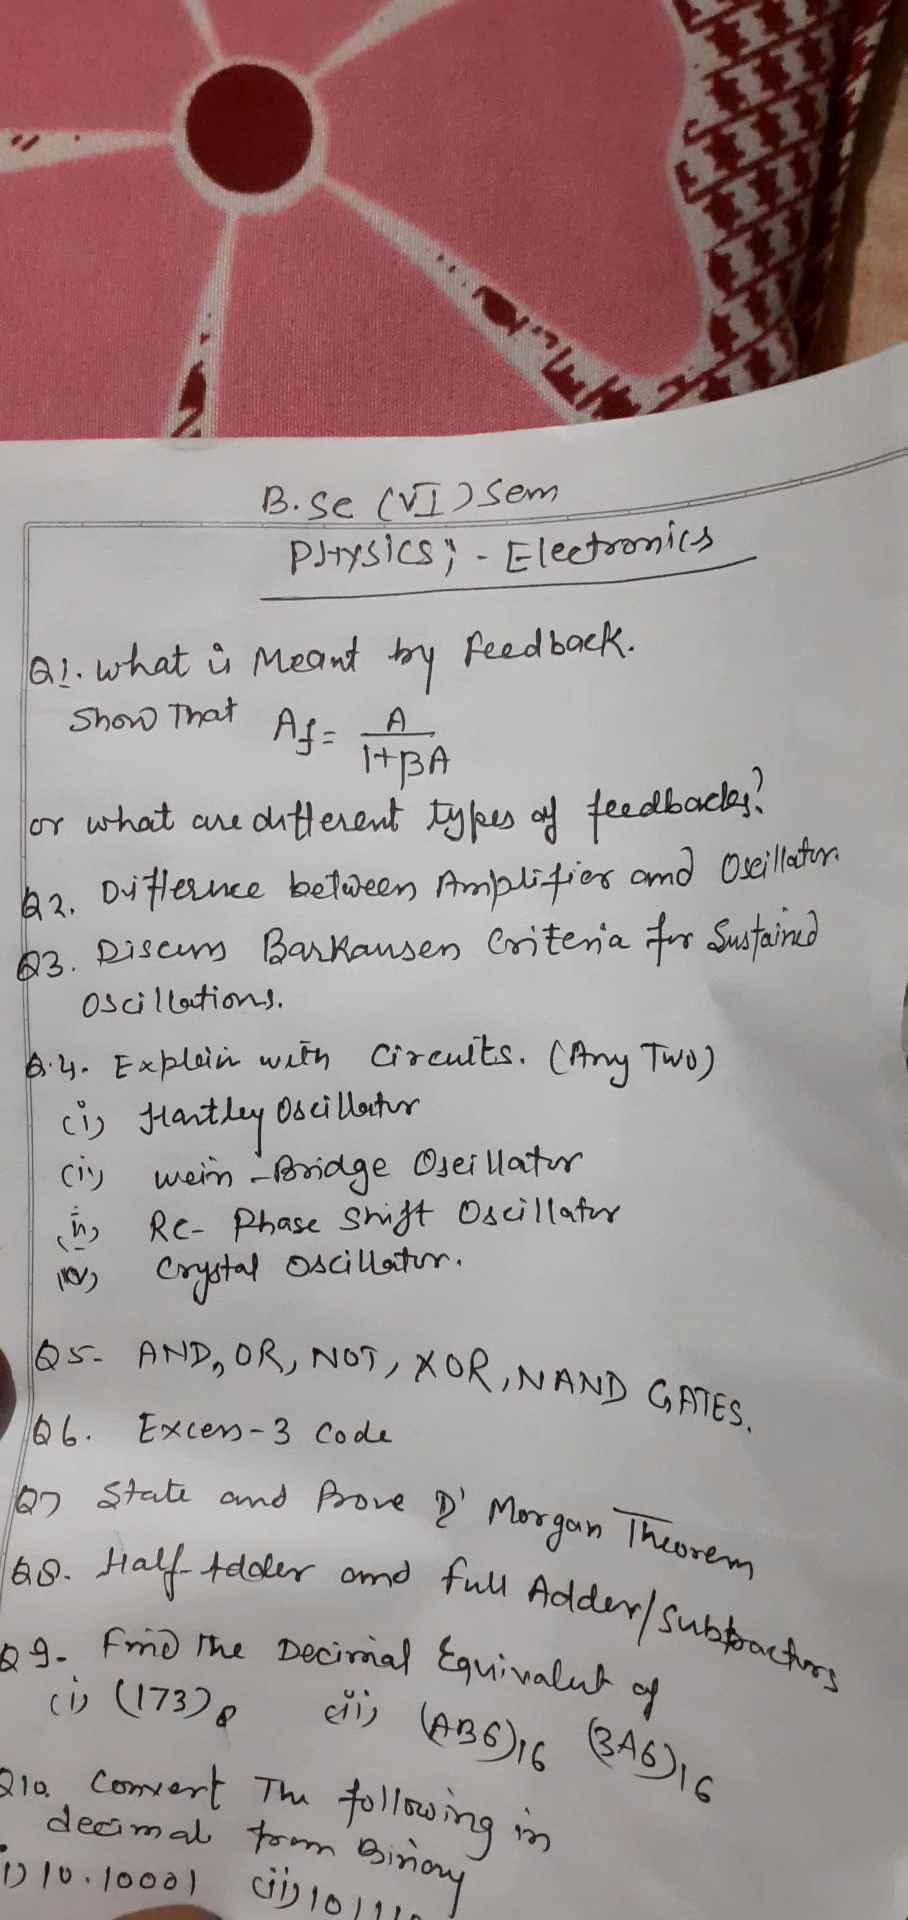 B.Sc (VI) Sem
PHYSICS; - Electronics
Q1. What is Meant by feedback.
Show That Af = A / 1+βA
or what are different types of feedbacks?
Q2. Difference between Amplifier and Oscillator.
Q3. Discuss Barkausen Criteria for Sustained
Oscillations.
Q.4. Explain with Circuits. (Any Two)
(i) Hartley Oscillator
(ii) wein-Bridge Oscillator
(iii) RC- Phase Shift Oscillator
(iv) Crystal Oscillator.
Q5- AND, OR, NOT, XOR, NAND GATES.
Q6. Excess-3 Code
Q7 State and Prove D' Morgan Theorem
Q8. Half-Adder and full Adder/Subtractors
Q9- Find The Decimal Equivalent of
(i) (173)8 (ii) (AB6)16 (3A6)16
Q10. Convert The following in
decimal from Binary
i) 10.10001 (ii)